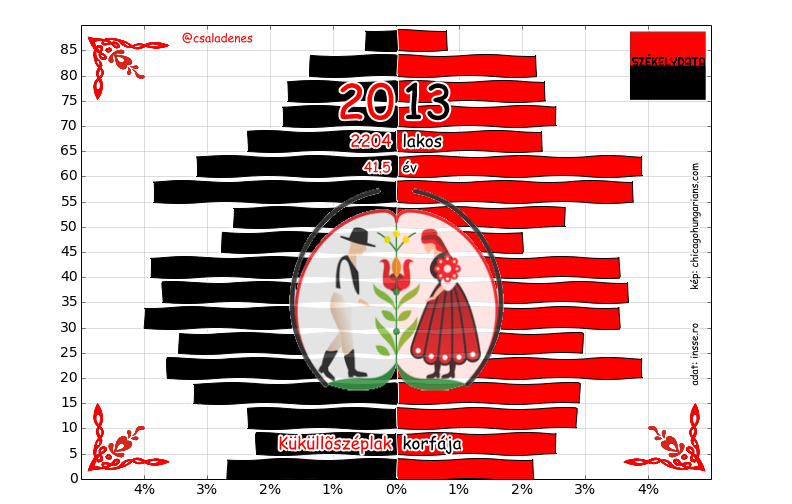 @csaladenes
SZÉKELYDATA
2013
2204 lakos
41,5 év
Küküllőszéplak korfája
kép: chicagohungarians.com
adat: insse.ro
85
80
75
70
65
60
55
50
45
40
35
30
25
20
15
10
5
0
4% 3% 2% 1% 0% 1% 2% 3% 4%